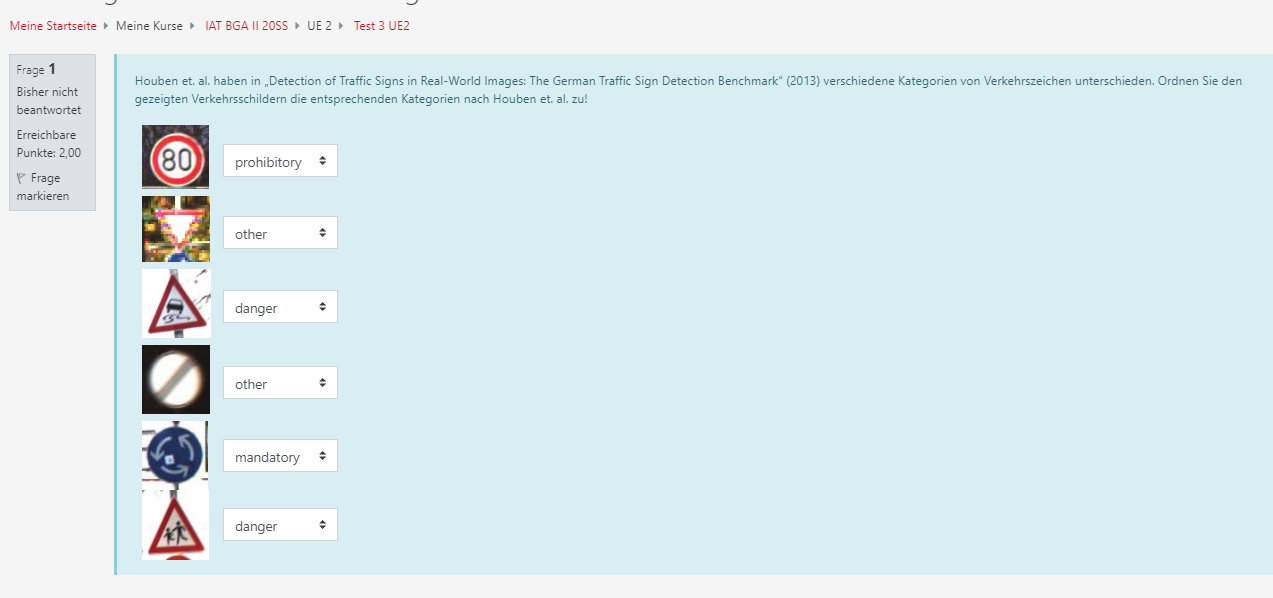 Meine Startseite Meine Kurse IAT BGA II 20SS UE 2 Test 3 UE2
Frage 1
Bisher nicht
beantwortet
Erreichbare
Punkte: 2,00
Frage
markieren
Houben et. al. haben in „Detection of Traffic Signs in Real-World Images: The German Traffic Sign Detection Benchmark“ (2013) verschiedene Kategorien von Verkehrszeichen unterschieden. Ordnen Sie den
gezeigten Verkehrsschildern die entsprechenden Kategorien nach Houben et. al. zu!
80
prohibitory
other
danger
other
mandatory
danger